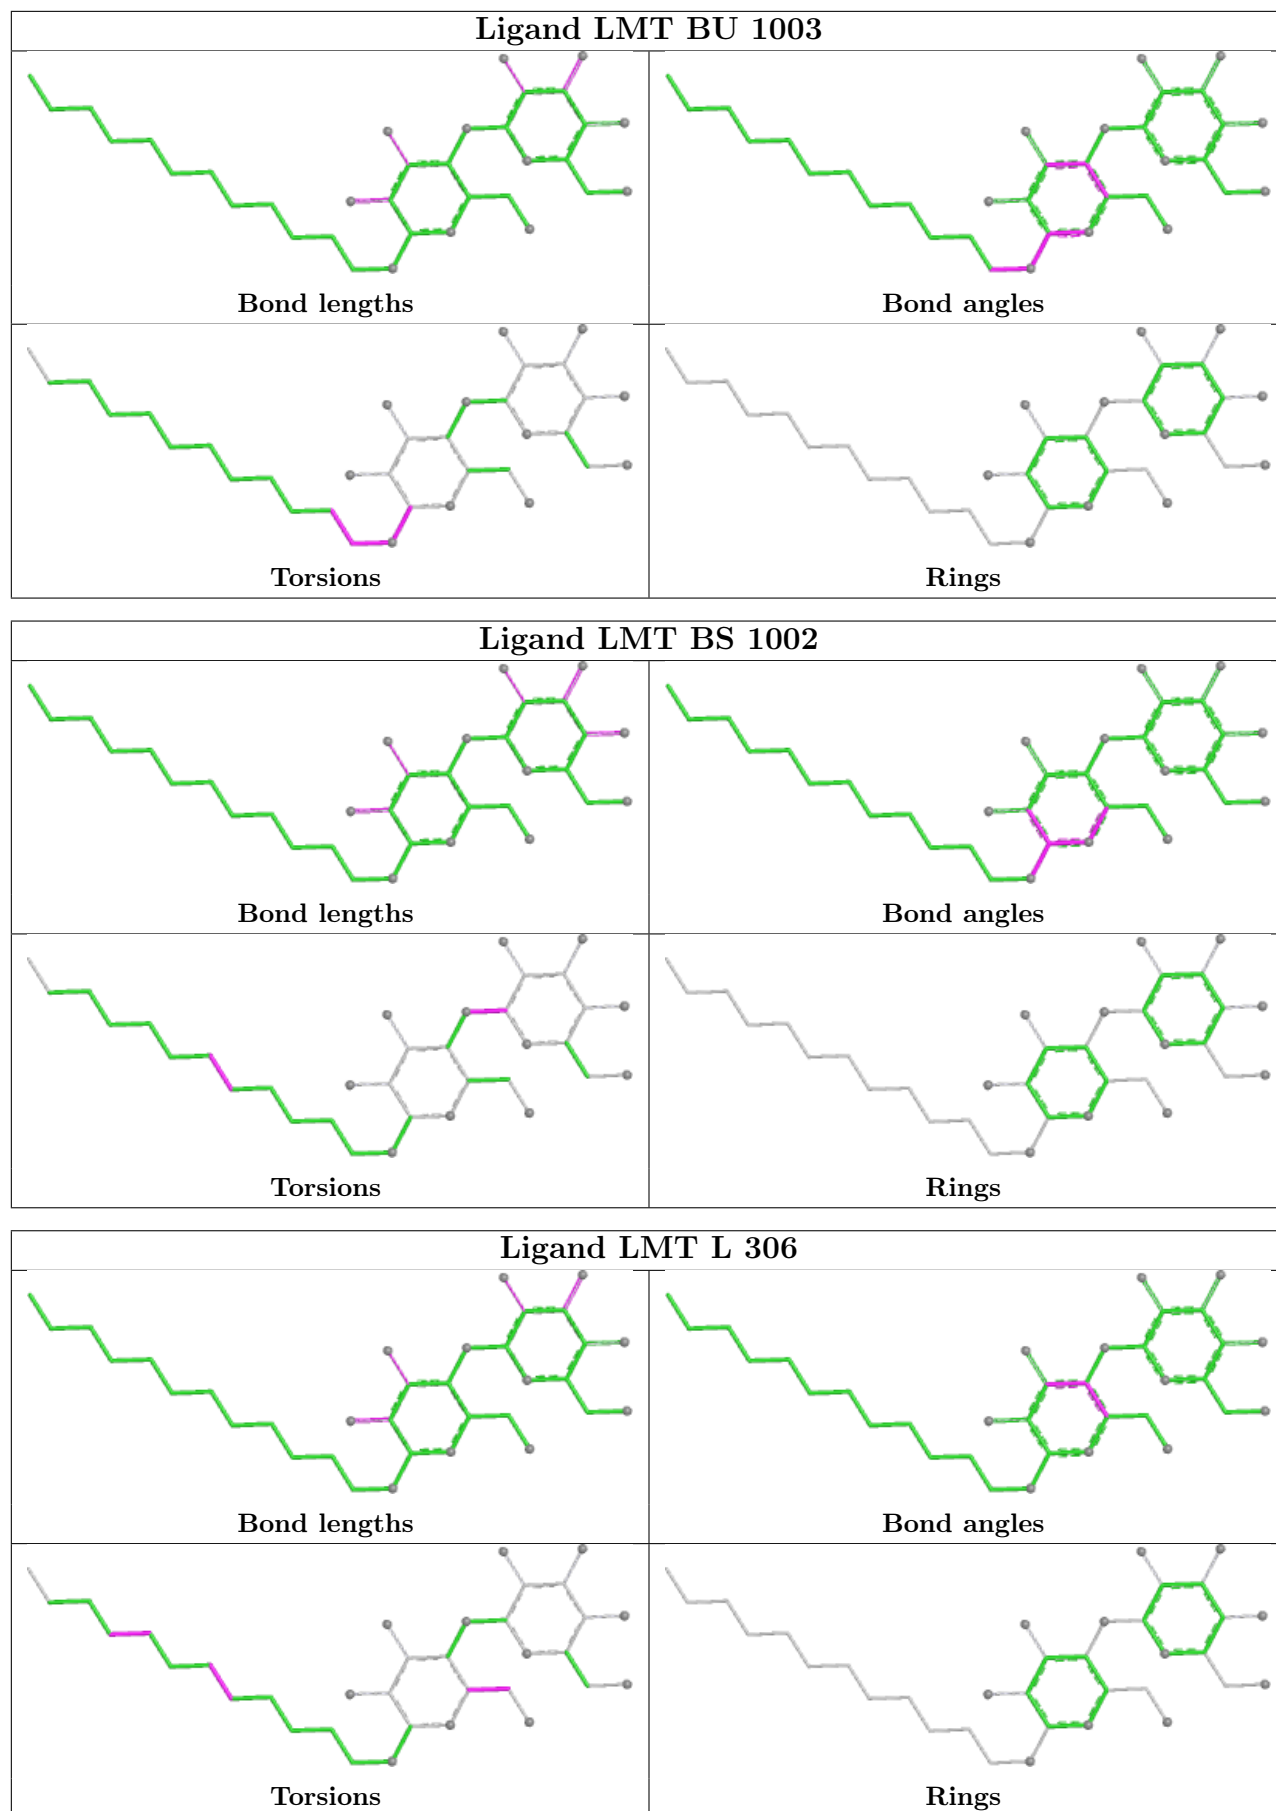 Ligand LMT BU 1003
Bond lengths
Bond angles
Torsions
Rings
Ligand LMT BS 1002
Bond lengths
Bond angles
Torsions
Rings
Ligand LMT L 306
Bond lengths
Bond angles
Torsions
Rings